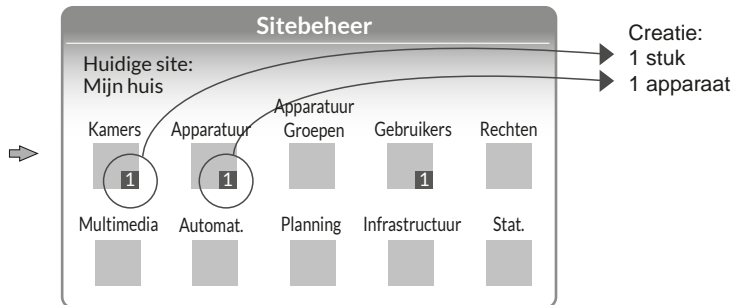 Sitebeheer
Creatie:
1 stuk
1 apparaat
Huidige site:
Mijn huis
Kamers
Apparatuur
Apparatuur
Groepen
Gebruikers
Rechten
1
1
1
Multimedia
Automat.
Planning
Infrastructuur
Stat.